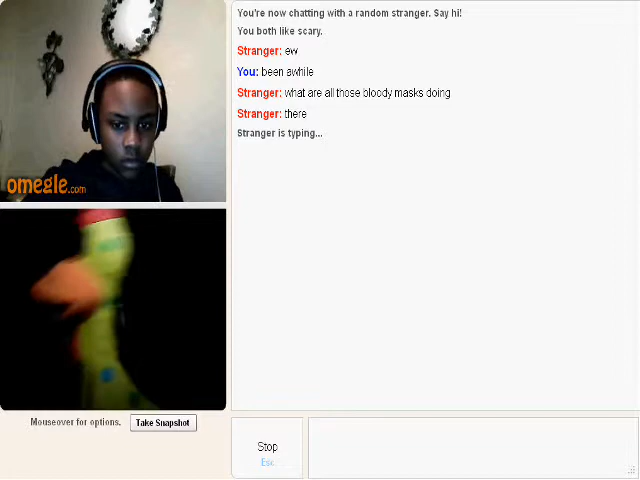 You're now chatting with a random stranger. Say hi!
You both like scary.
Stranger: ew
You: been awhile
Stranger: what are all those bloody masks doing
Stranger: there
Stranger is typing...
omegle.com
Mouseover for options.
Take Snapshot
Stop
Esc